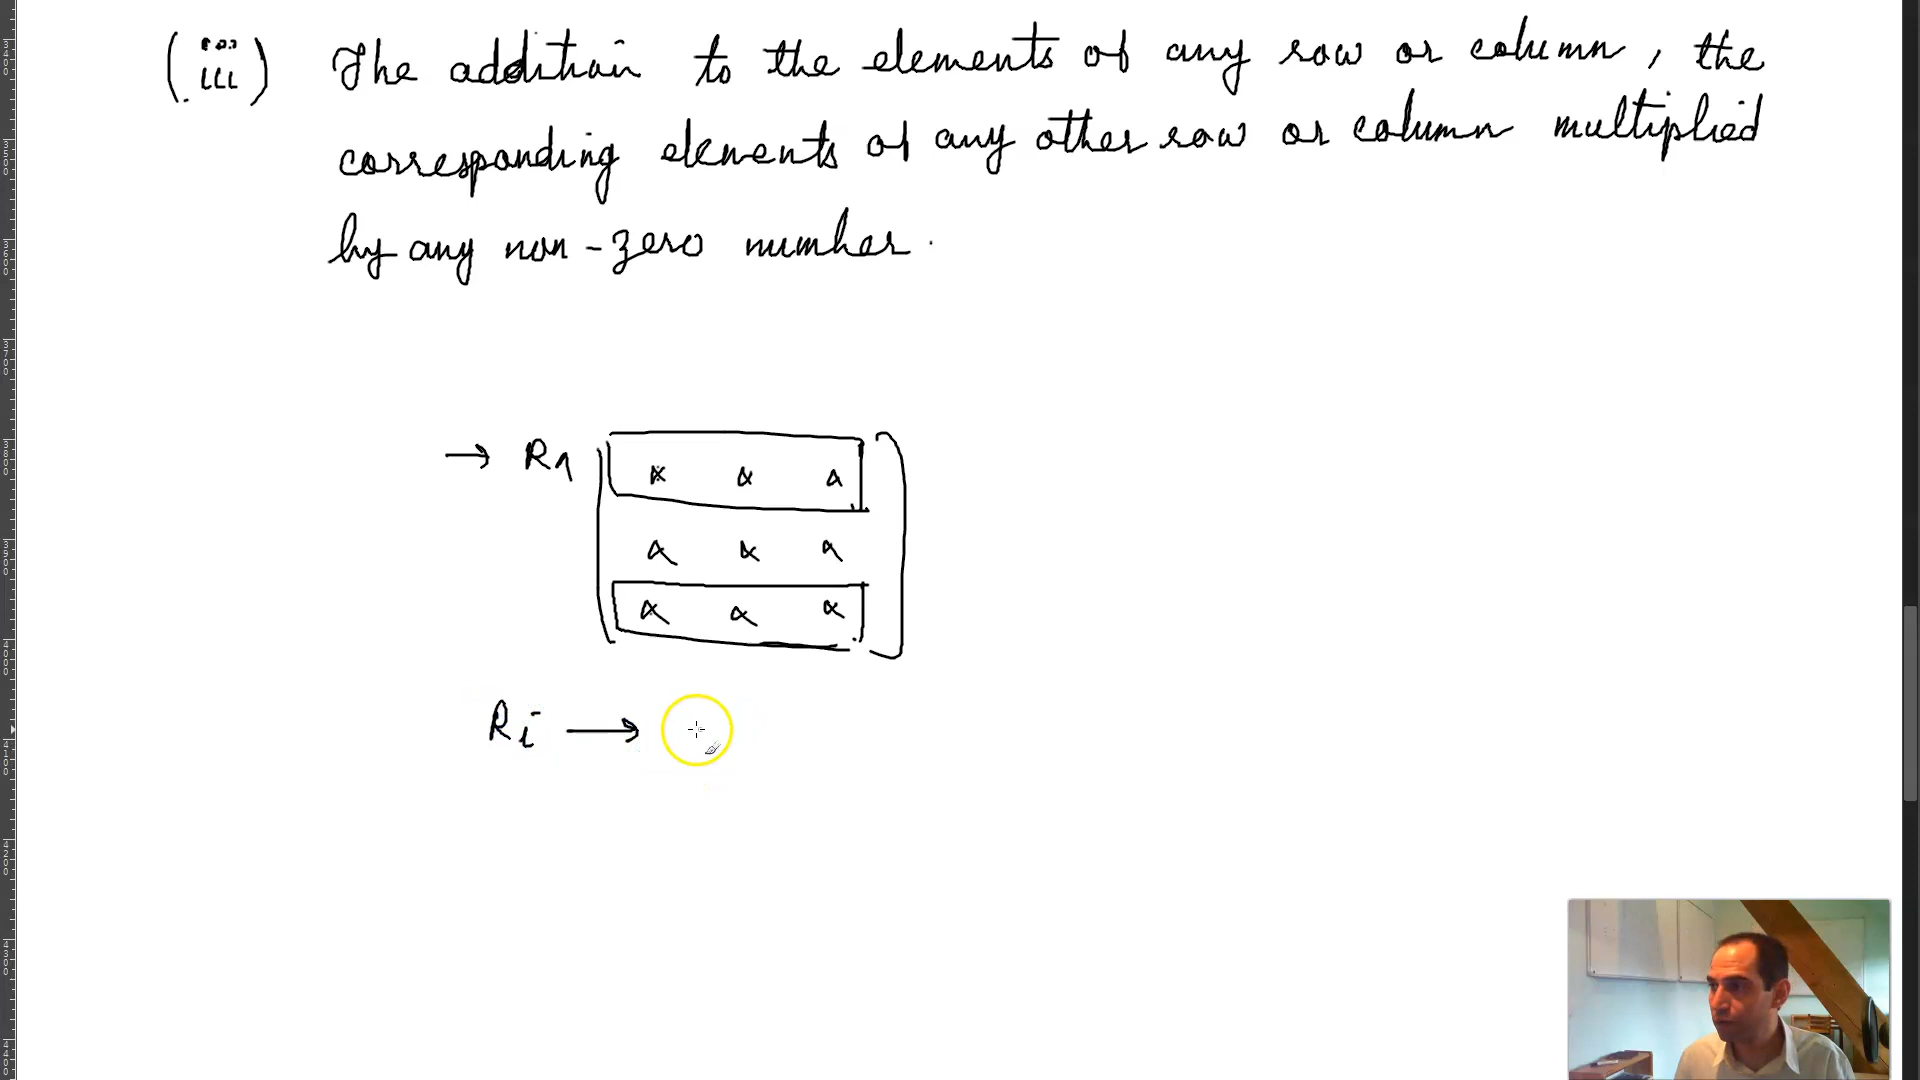 (iii) The addition to the elements of any row or column, the
corresponding elements of any other row or column multiplied
by any non-zero number.
→ R1
x x x
x x x
x x x
Ri →